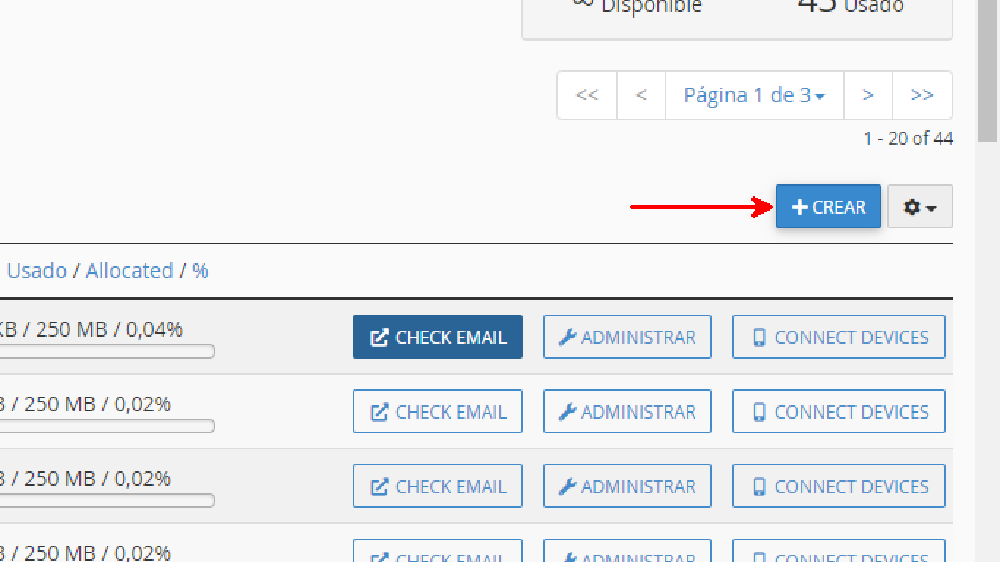 ∞ Disponible 45 Usado
<< < Página 1 de 3 > >>
1 - 20 of 44
CREAR
Usado / Allocated / %
KB / 250 MB / 0,04% CHECK EMAIL ADMINISTRAR CONNECT DEVICES
B / 250 MB / 0,02% CHECK EMAIL ADMINISTRAR CONNECT DEVICES
B / 250 MB / 0,02% CHECK EMAIL ADMINISTRAR CONNECT DEVICES
B / 250 MB / 0,02% CHECK EMAIL ADMINISTRAR CONNECT DEVICES